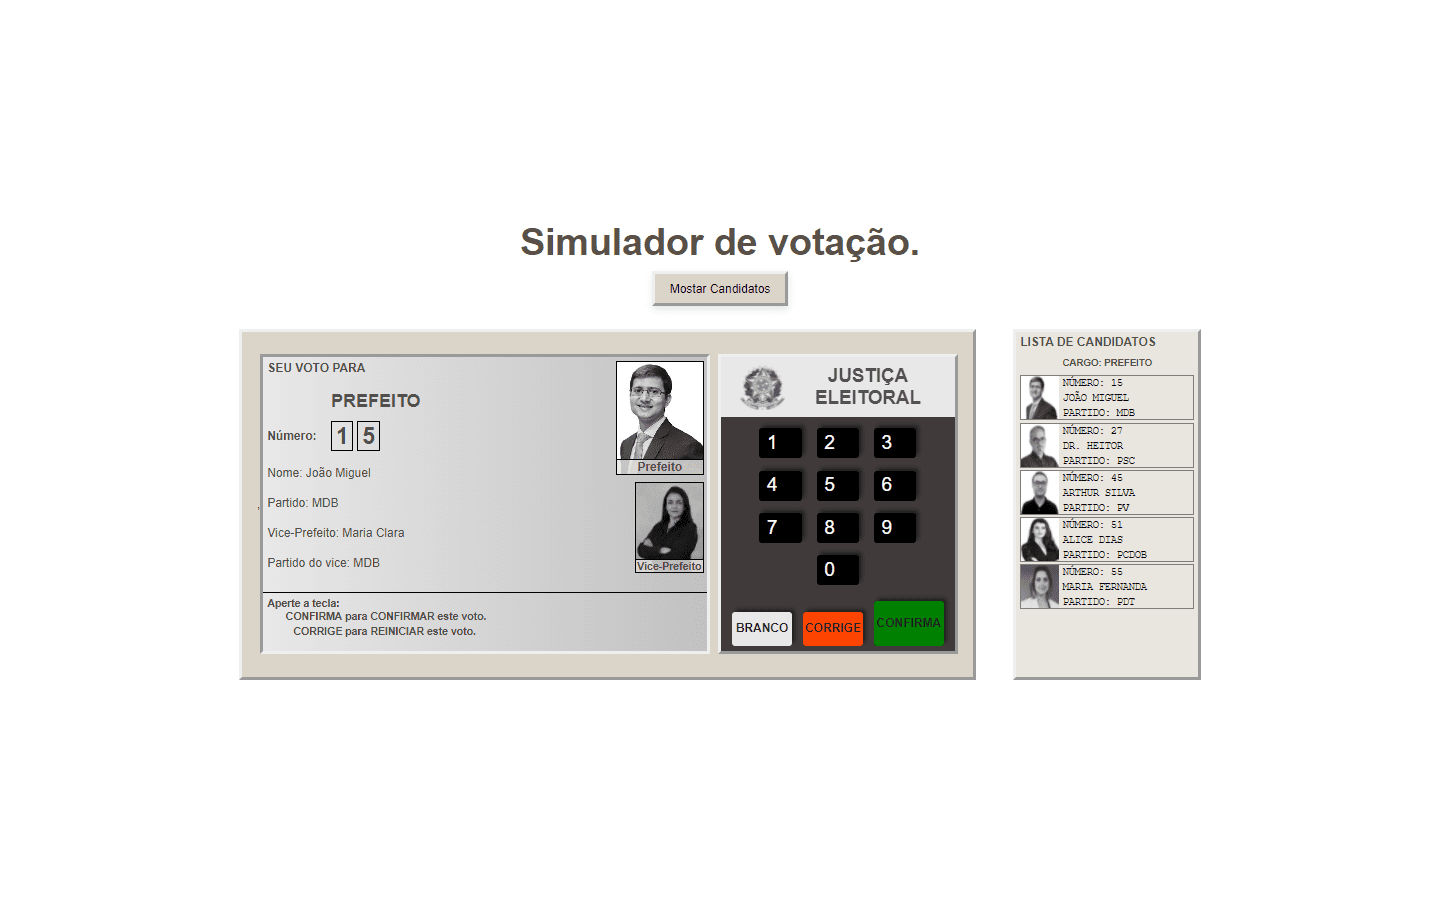 Simulador de votação.
Mostar Candidatos
SEU VOTO PARA
PREFEITO
Número: 1 5
Nome: João Miguel
Partido: MDB
,
Vice-Prefeito: Maria Clara
Partido do vice: MDB
Prefeito
Vice-Prefeito
Aperte a tecla:
CONFIRMA para CONFIRMAR este voto.
CORRIGE para REINICIAR este voto.
JUSTIÇA
ELEITORAL
1 2 3
4 5 6
7 8 9
0
BRANCO CORRIGE CONFIRMA
LISTA DE CANDIDATOS
CARGO: PREFEITO
NÚMERO: 15
JOÃO MIGUEL
PARTIDO: MDB
NÚMERO: 27
DR. HEITOR
PARTIDO: PSC
NÚMERO: 45
ARTHUR SILVA
PARTIDO: PV
NÚMERO: 51
ALICE DIAS
PARTIDO: PCDOB
NÚMERO: 55
MARIA FERNANDA
PARTIDO: PDT